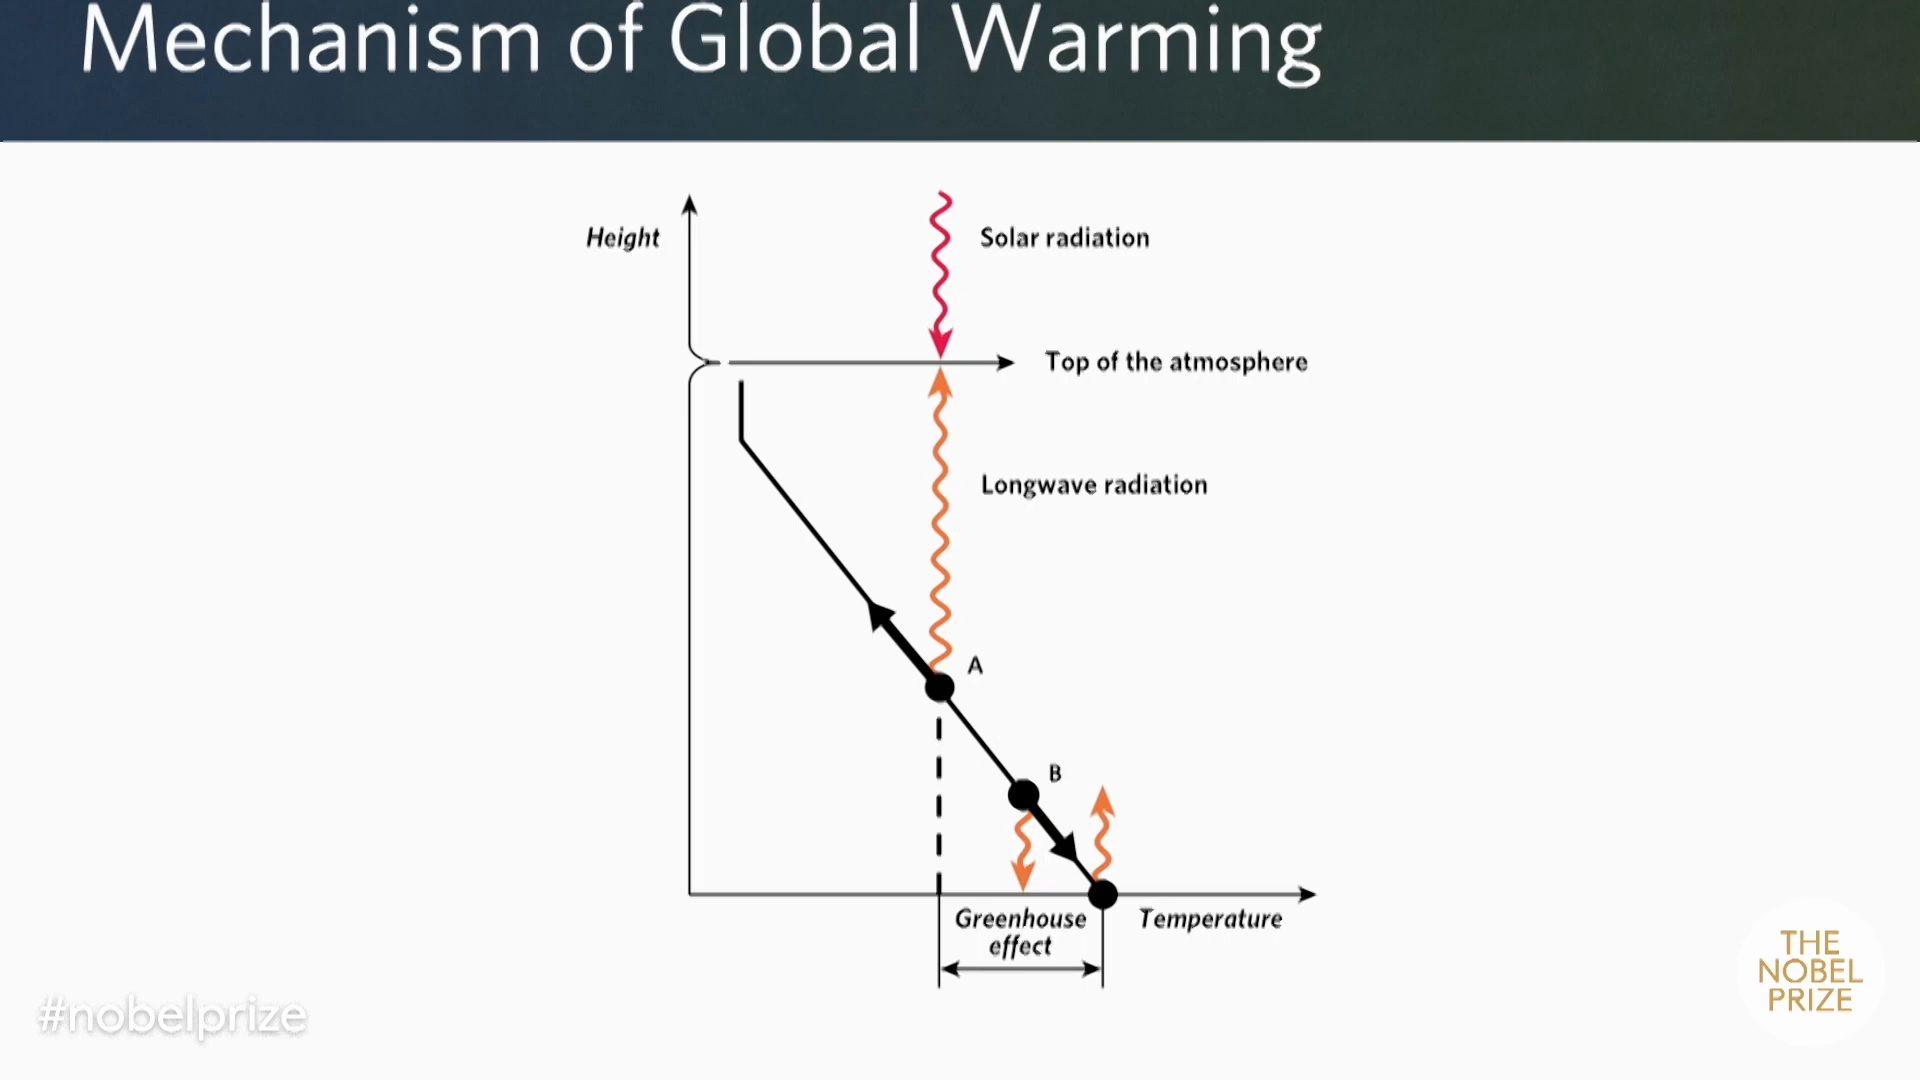 Mechanism of Global Warming
Height
Solar radiation
Top of the atmosphere
Longwave radiation
A
B
Greenhouse
effect
Temperature
THE
NOBEL
PRIZE
#nobelprize